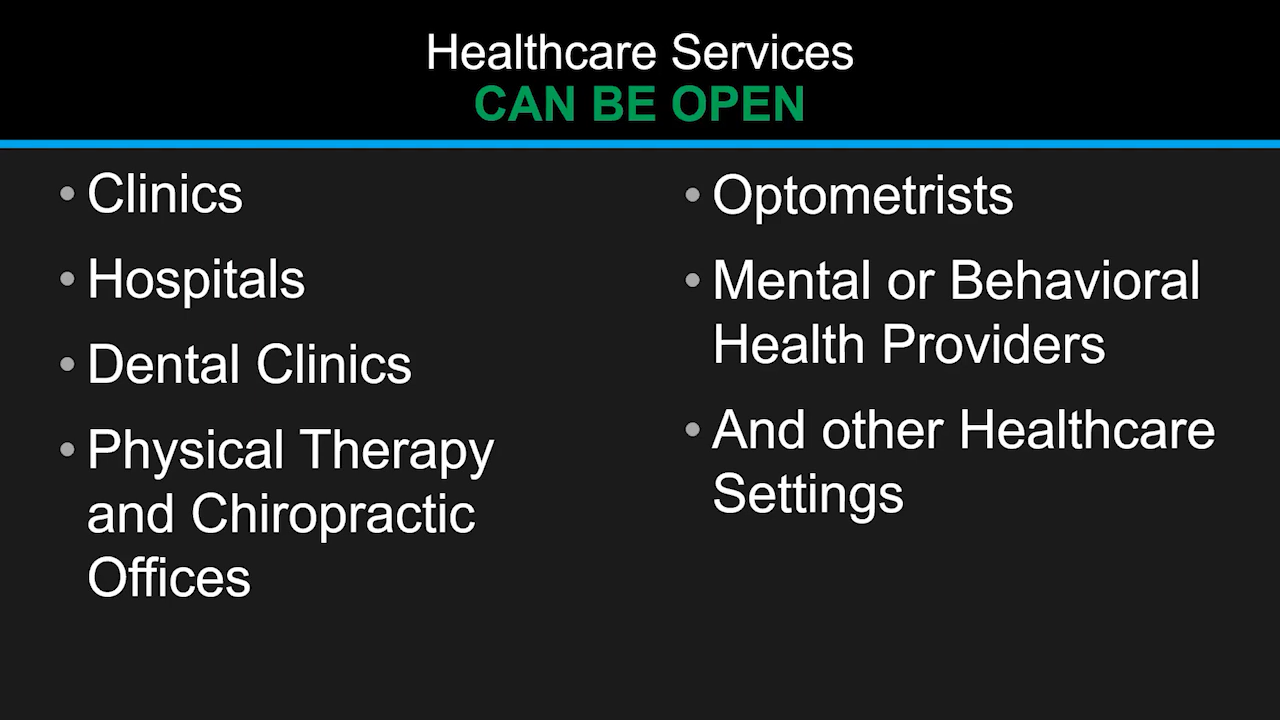 Healthcare Services
CAN BE OPEN
• Clinics
• Hospitals
• Dental Clinics
• Physical Therapy
and Chiropractic
Offices
• Optometrists
• Mental or Behavioral
Health Providers
• And other Healthcare
Settings